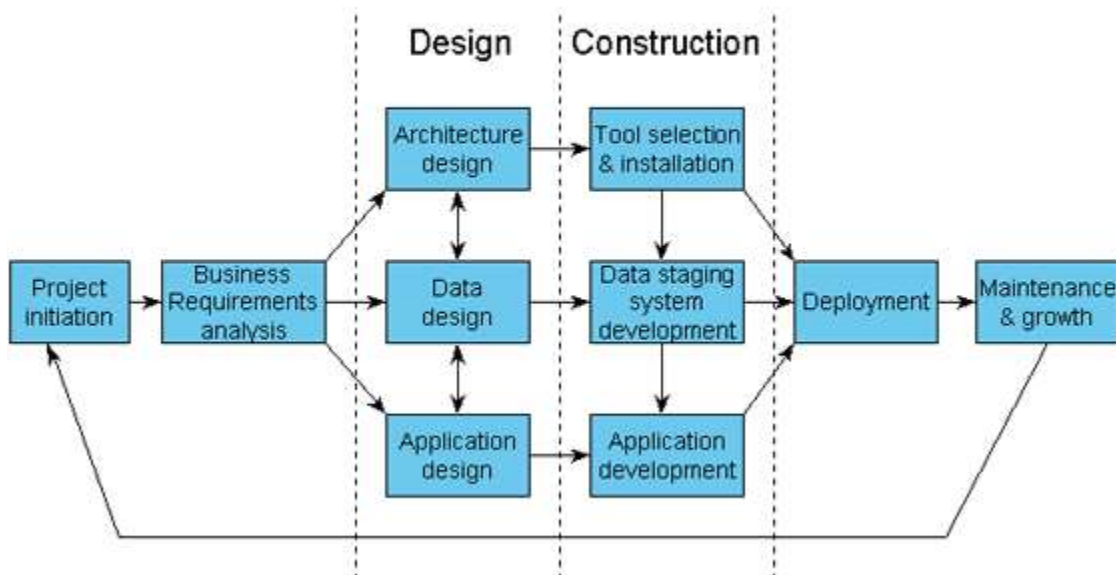 Design
Construction
Architecture
design
Tool selection
& installation
Project
initiation
Business
Requirements
analysis
Data
design
Data staging
system
development
Deployment
Maintenance
& growth
Application
design
Application
development